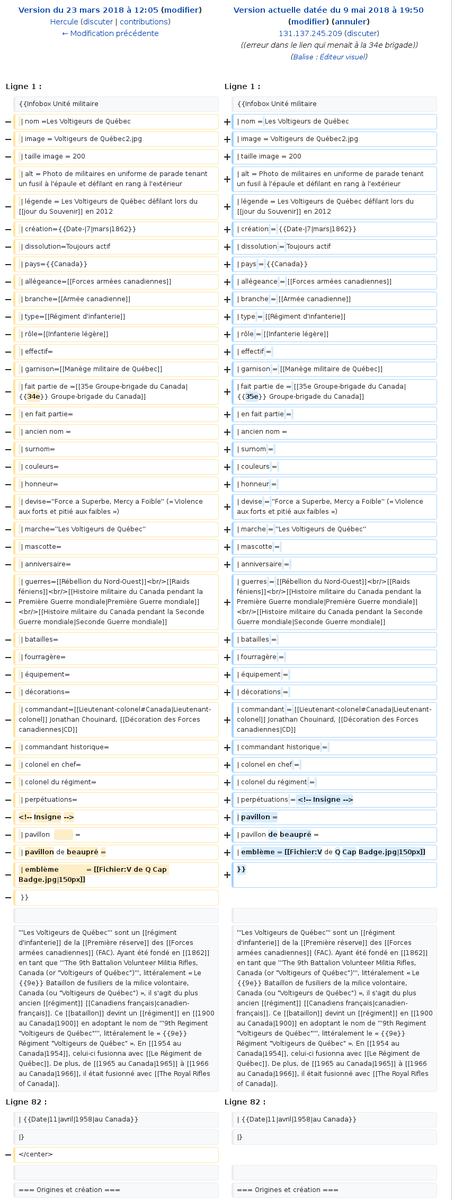 Version du 23 mars 2018 à 12:05 (modifier)
Hercule (discuter | contributions)
← Modification précédente
Version actuelle datée du 9 mai 2018 à 19:50
(modifier) (annuler)
131.137.245.209 (discuter)
((erreur dans le lien qui menait à la 34e brigade))
(Balise : Éditeur visuel)
Ligne 1 :
{{Infobox Unité militaire
| nom =Les Voltigeurs de Québec
| image = Voltigeurs de Québec2.jpg
| taille image = 200
| alt = Photo de militaires en uniforme de parade tenant
un fusil à l'épaule et défilant en rang à l'extérieur
| légende = Les Voltigeurs de Québec défilant lors du
[[jour du Souvenir]] en 2012
| création={{Date-|7|mars|1862}}
| dissolution=Toujours actif
| pays={{Canada}}
| allégeance=[[Forces armées canadiennes]]
| branche=[[Armée canadienne]]
| type=[[Régiment d'infanterie]]
| rôle=[[Infanterie légère]]
| effectif=
| garnison=[[Manège militaire de Québec]]
| fait partie de =[[35e Groupe-brigade du Canada|
{{34e}} Groupe-brigade du Canada]]
| en fait partie=
| ancien nom =
| surnom=
| couleurs=
| honneur=
| devise="Force a Superbe, Mercy a Foible" (« Violence
aux forts et pitié aux faibles »)
| marche="Les Voltigeurs de Québec"
| mascotte=
| anniversaire=
| guerres=[[Rébellion du Nord-Ouest]]<br/>[[Raids
féniens]]<br/>[[Histoire militaire du Canada pendant la
Première Guerre mondiale|Première Guerre mondiale]]
<br/>[[Histoire militaire du Canada pendant la Seconde
Guerre mondiale|Seconde Guerre mondiale]]
| batailles=
| fourragère=
| équipement=
| décorations=
| commandant=[[Lieutenant-colonel#Canada|Lieutenant-
colonel]] Jonathan Chouinard, [[Décoration des Forces
canadiennes|CD]]
| commandant historique=
| colonel en chef=
| colonel du régiment=
| perpétuations=
<!-- Insigne -->
| pavillon =
| pavillon de beaupré =
| emblème = [[Fichier:V de Q Cap
Badge.jpg|150px]]
}}
'''Les Voltigeurs de Québec''' sont un [[régiment
d'infanterie]] de la [[Première réserve]] des [[Forces
armées canadiennes]] (FAC). Ayant été fondé en [[1862]]
en tant que '''The 9th Battalion Volunteer Militia Rifles,
Canada (or "Voltigeurs of Québec")''', littéralement « Le
{{9e}} Bataillon de fusiliers de la milice volontaire,
Canada (ou "Voltigeurs de Québec") », il s'agit du plus
ancien [[régiment]] [[Canadiens français|canadien-
français]]. Ce [[bataillon]] devint un [[régiment]] en [[1900
au Canada|1900]] en adoptant le nom de '''9th Regiment
"Voltigeurs de Québec"''', littéralement le « {{9e}}
Régiment "Voltigeurs de Québec" ». En [[1954 au
Canada|1954]], celui-ci fusionna avec [[Le Régiment de
Québec]]. De plus, de [[1965 au Canada|1965]] à [[1966
au Canada|1966]], il était fusionné avec [[The Royal Rifles
of Canada]].
Ligne 82 :
| {{Date|11|avril|1958|au Canada}}
|}
</center>
=== Origines et création ===
Ligne 1 :
{{Infobox Unité militaire
| nom = Les Voltigeurs de Québec
| image = Voltigeurs de Québec2.jpg
| taille image = 200
| alt = Photo de militaires en uniforme de parade tenant
un fusil à l'épaule et défilant en rang à l'extérieur
| légende = Les Voltigeurs de Québec défilant lors du
[[jour du Souvenir]] en 2012
| création = {{Date-|7|mars|1862}}
| dissolution = Toujours actif
| pays = {{Canada}}
| allégeance = [[Forces armées canadiennes]]
| branche = [[Armée canadienne]]
| type = [[Régiment d'infanterie]]
| rôle = [[Infanterie légère]]
| effectif =
| garnison = [[Manège militaire de Québec]]
| fait partie de = [[35e Groupe-brigade du Canada|
{{35e}} Groupe-brigade du Canada]]
| en fait partie =
| ancien nom =
| surnom =
| couleurs =
| honneur =
| devise = "Force a Superbe, Mercy a Foible" (« Violence
aux forts et pitié aux faibles »)
| marche = "Les Voltigeurs de Québec"
| mascotte =
| anniversaire =
| guerres = [[Rébellion du Nord-Ouest]]<br/>[[Raids
féniens]]<br/>[[Histoire militaire du Canada pendant la
Première Guerre mondiale|Première Guerre mondiale]]
<br/>[[Histoire militaire du Canada pendant la Seconde
Guerre mondiale|Seconde Guerre mondiale]]
| batailles =
| fourragère =
| équipement =
| décorations =
| commandant = [[Lieutenant-colonel#Canada|Lieutenant-
colonel]] Jonathan Chouinard, [[Décoration des Forces
canadiennes|CD]]
| commandant historique =
| colonel en chef =
| colonel du régiment =
| perpétuations = <!-- Insigne -->
| pavillon =
| pavillon de beaupré =
| emblème = [[Fichier:V de Q Cap Badge.jpg|150px]]
}}
'''Les Voltigeurs de Québec''' sont un [[régiment
d'infanterie]] de la [[Première réserve]] des [[Forces
armées canadiennes]] (FAC). Ayant été fondé en [[1862]]
en tant que '''The 9th Battalion Volunteer Militia Rifles,
Canada (or "Voltigeurs of Québec")''', littéralement « Le
{{9e}} Bataillon de fusiliers de la milice volontaire,
Canada (ou "Voltigeurs de Québec") », il s'agit du plus
ancien [[régiment]] [[Canadiens français|canadien-
français]]. Ce [[bataillon]] devint un [[régiment]] en [[1900
au Canada|1900]] en adoptant le nom de '''9th Regiment
"Voltigeurs de Québec"''', littéralement le « {{9e}}
Régiment "Voltigeurs de Québec" ». En [[1954 au
Canada|1954]], celui-ci fusionna avec [[Le Régiment de
Québec]]. De plus, de [[1965 au Canada|1965]] à [[1966
au Canada|1966]], il était fusionné avec [[The Royal Rifles
of Canada]].
Ligne 82 :
| {{Date|11|avril|1958|au Canada}}
|}
=== Origines et création ===